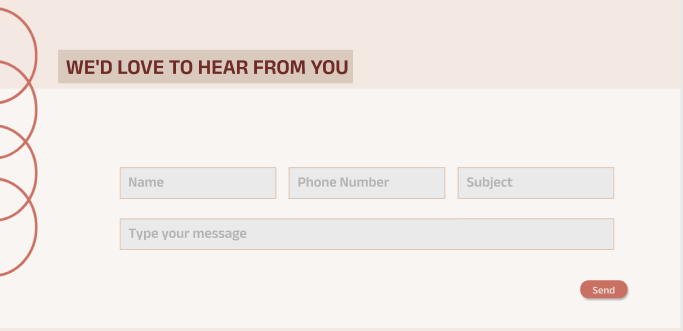 WE'D LOVE TO HEAR FROM YOU
Name
Phone Number
Subject
Type your message
Send